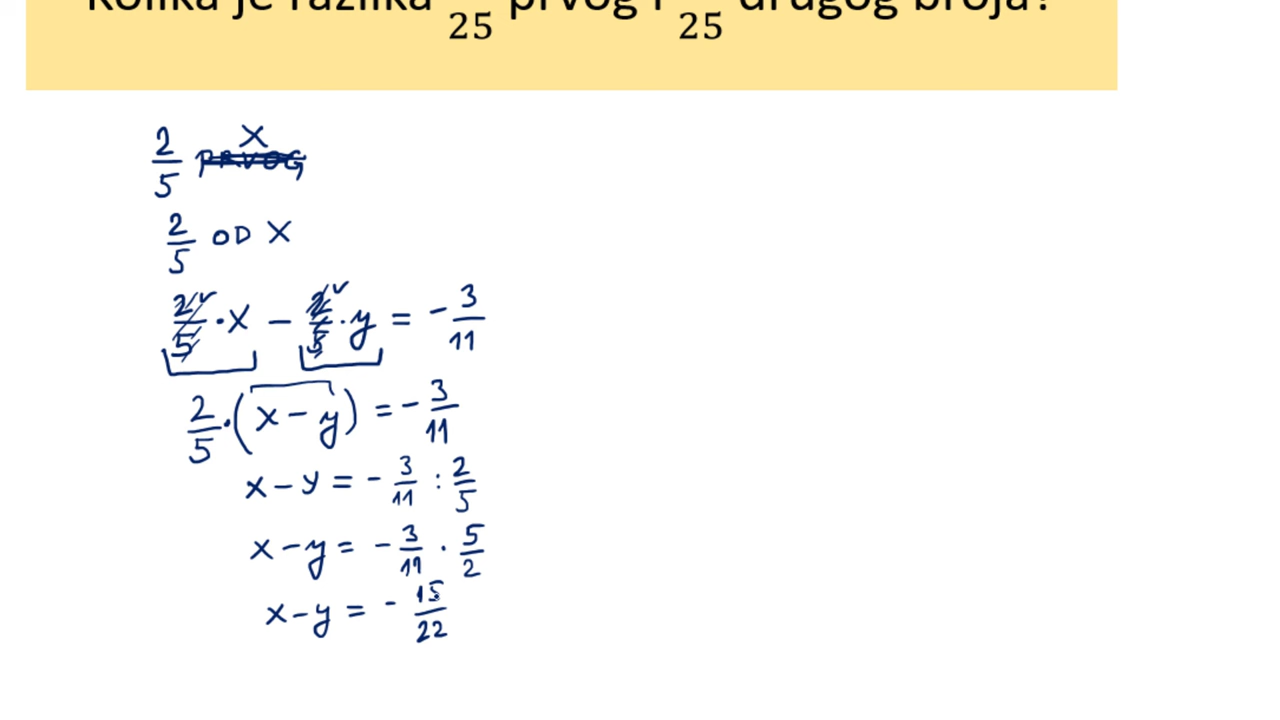 Kolika je razlika /25 prvog i /25 drugog broja?
2/5 PRVOG X
2/5 OD X
2/5 · x − 2/5 · y = − 3/11
2/5 · (x − y) = − 3/11
x − y = − 3/11 : 2/5
x − y = − 3/11 · 5/2
x − y = − 15/22